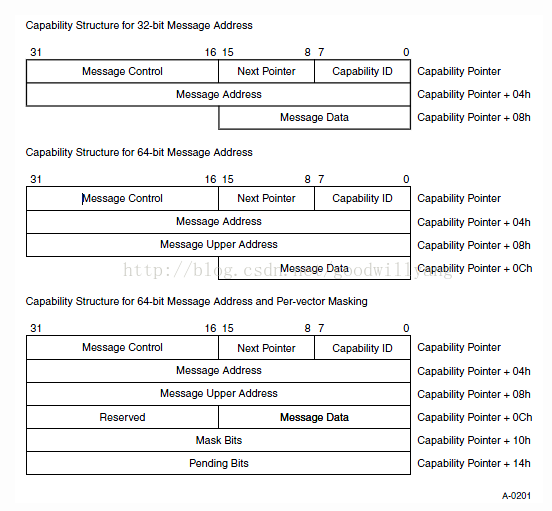 Capability Structure for 32-bit Message Address
31 16 15 8 7 0
Message Control Next Pointer Capability ID Capability Pointer
Message Address Capability Pointer + 04h
Message Data Capability Pointer + 08h
Capability Structure for 64-bit Message Address
31 16 15 8 7 0
Message Control Next Pointer Capability ID Capability Pointer
Message Address Capability Pointer + 04h
Message Upper Address Capability Pointer + 08h
http://blog.csdn.net/goodwillyang
Message Data Capability Pointer + 0Ch
Capability Structure for 64-bit Message Address and Per-vector Masking
31 16 15 8 7 0
Message Control Next Pointer Capability ID Capability Pointer
Message Address Capability Pointer + 04h
Message Upper Address Capability Pointer + 08h
Reserved Message Data Capability Pointer + 0Ch
Mask Bits Capability Pointer + 10h
Pending Bits Capability Pointer + 14h
A-0201